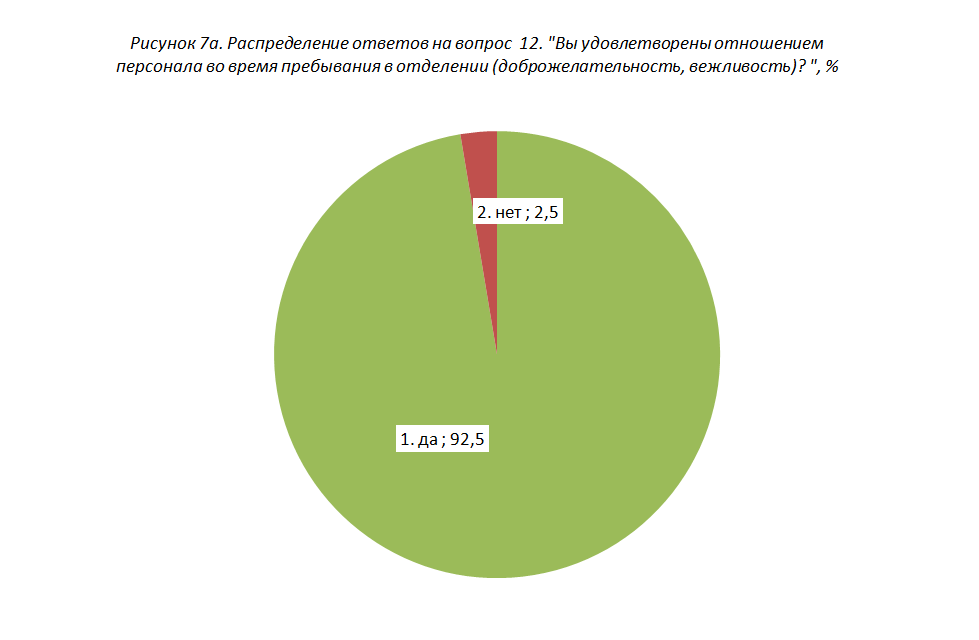 Рисунок 7а. Распределение ответов на вопрос  12. "Вы удовлетворены отношением
персонала во время пребывания в отделении (доброжелательность, вежливость)? ", %
2. нет ; 2,5
1. да ; 92,5